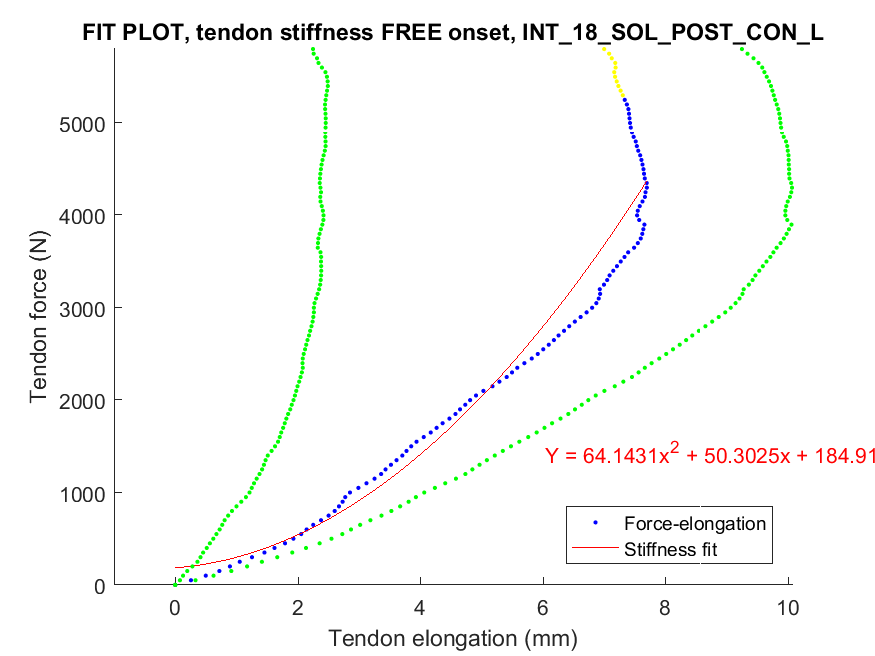 FIT PLOT, tendon stiffness FREE onset, INT_18_SOL_POST_CON_L
Tendon force (N)
5000
4000
3000
2000
1000
0
Y = 64.1431x² + 50.3025x + 184.91
Force-elongation
Stiffness fit
0 2 4 6 8 10
Tendon elongation (mm)